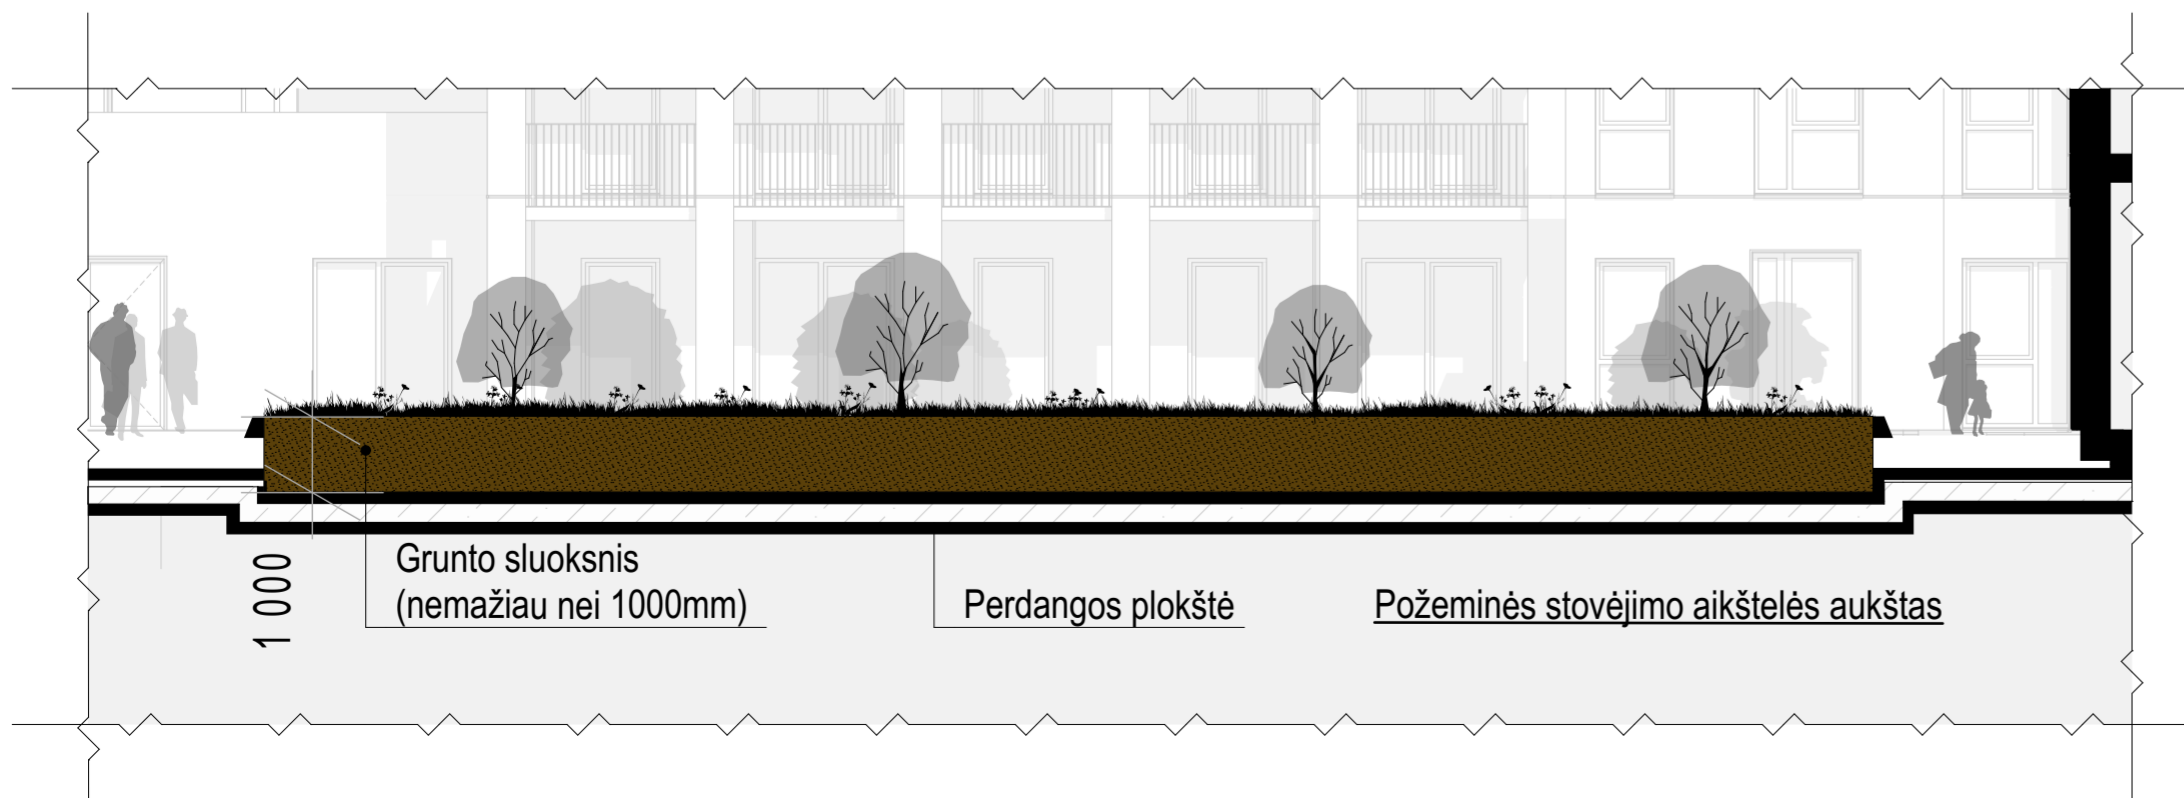 Grunto sluoksnis
(nemažiau nei 1000mm)
1 000
Perdangos plokštė
Požeminės stovėjimo aikštelės aukštas